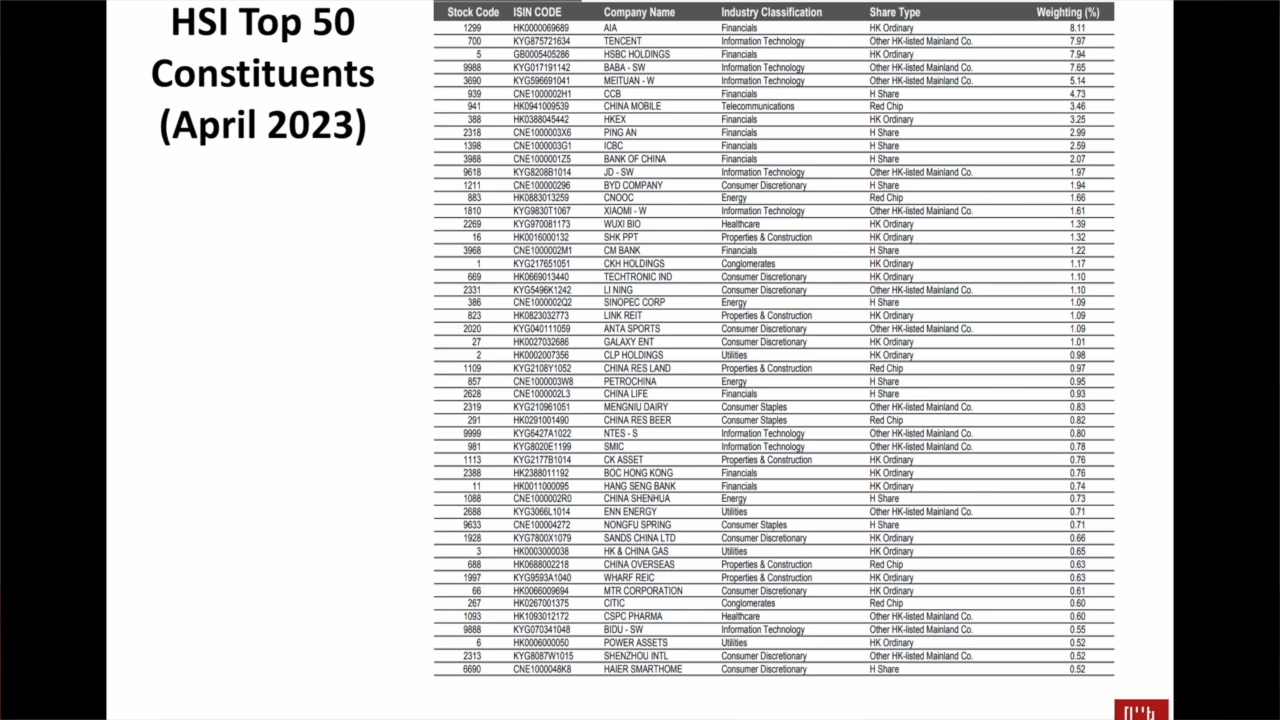 HSI Top 50
Constituents
(April 2023)
Stock Code ISIN CODE Company Name Industry Classification Share Type Weighting (%)
1299 HK0000069689 AIA Financials HK Ordinary 8.11
700 KYG875721634 TENCENT Information Technology Other HK-listed Mainland Co. 7.97
5 GB0005405286 HSBC HOLDINGS Financials HK Ordinary 7.94
9988 KYG017191142 BABA - SW Information Technology Other HK-listed Mainland Co. 7.65
3690 KYG596691041 MEITUAN - W Information Technology Other HK-listed Mainland Co. 5.14
939 CNE1000002H1 CCB Financials H Share 4.73
941 HK0941009539 CHINA MOBILE Telecommunications Red Chip 3.46
388 HK0388045442 HKEX Financials HK Ordinary 3.25
2318 CNE1000003X6 PING AN Financials H Share 2.99
1398 CNE1000003G1 ICBC Financials H Share 2.59
3988 CNE1000001Z5 BANK OF CHINA Financials H Share 2.07
9618 KYG8208B1014 JD - SW Information Technology Other HK-listed Mainland Co. 1.97
1211 CNE100000296 BYD COMPANY Consumer Discretionary H Share 1.94
883 HK0883013259 CNOOC Energy Red Chip 1.66
1810 KYG9830T1067 XIAOMI - W Information Technology Other HK-listed Mainland Co. 1.61
2269 KYG970081173 WUXI BIO Healthcare HK Ordinary 1.39
16 HK0016000132 SHK PPT Properties & Construction HK Ordinary 1.32
3968 CNE1000002M1 CM BANK Financials H Share 1.22
1 KYG217651051 CKH HOLDINGS Conglomerates HK Ordinary 1.17
669 HK0669013440 TECHTRONIC IND Consumer Discretionary HK Ordinary 1.10
2331 KYG5496K1242 LI NING Consumer Discretionary Other HK-listed Mainland Co. 1.10
386 CNE1000002Q2 SINOPEC CORP Energy H Share 1.09
823 HK0823032773 LINK REIT Properties & Construction HK Ordinary 1.09
2020 KYG040111059 ANTA SPORTS Consumer Discretionary Other HK-listed Mainland Co. 1.09
27 HK0027032686 GALAXY ENT Consumer Discretionary HK Ordinary 1.01
2 HK0002007356 CLP HOLDINGS Utilities HK Ordinary 0.98
1109 KYG2108Y1052 CHINA RES LAND Properties & Construction Red Chip 0.97
857 CNE1000003W8 PETROCHINA Energy H Share 0.95
2628 CNE1000002L3 CHINA LIFE Financials H Share 0.93
2319 KYG210961051 MENGNIU DAIRY Consumer Staples Other HK-listed Mainland Co. 0.83
291 HK0291001490 CHINA RES BEER Consumer Staples Red Chip 0.82
9999 KYG6427A1022 NTES - S Information Technology Other HK-listed Mainland Co. 0.80
981 KYG8020E1199 SMIC Information Technology Other HK-listed Mainland Co. 0.78
1113 KYG2177B1014 CK ASSET Properties & Construction HK Ordinary 0.76
2388 HK2388011192 BOC HONG KONG Financials HK Ordinary 0.76
11 HK0011000095 HANG SENG BANK Financials HK Ordinary 0.74
1088 CNE1000002R0 CHINA SHENHUA Energy H Share 0.73
2688 KYG3066L1014 ENN ENERGY Utilities Other HK-listed Mainland Co. 0.71
9633 CNE100004272 NONGFU SPRING Consumer Staples H Share 0.71
1928 KYG7800X1079 SANDS CHINA LTD Consumer Discretionary HK Ordinary 0.66
3 HK0003000038 HK & CHINA GAS Utilities HK Ordinary 0.65
688 HK0688002218 CHINA OVERSEAS Properties & Construction Red Chip 0.63
1997 KYG9593A1040 WHARF REIC Properties & Construction HK Ordinary 0.63
66 HK0066009694 MTR CORPORATION Consumer Discretionary HK Ordinary 0.61
267 HK0267001375 CITIC Conglomerates Red Chip 0.60
1093 HK1093012172 CSPC PHARMA Healthcare Other HK-listed Mainland Co. 0.60
9888 KYG070341048 BIDU - SW Information Technology Other HK-listed Mainland Co. 0.55
6 HK0006000050 POWER ASSETS Utilities HK Ordinary 0.52
2313 KYG8087W1015 SHENZHOU INTL Consumer Discretionary Other HK-listed Mainland Co. 0.52
6690 CNE1000048K8 HAIER SMARTHOME Consumer Discretionary H Share 0.52